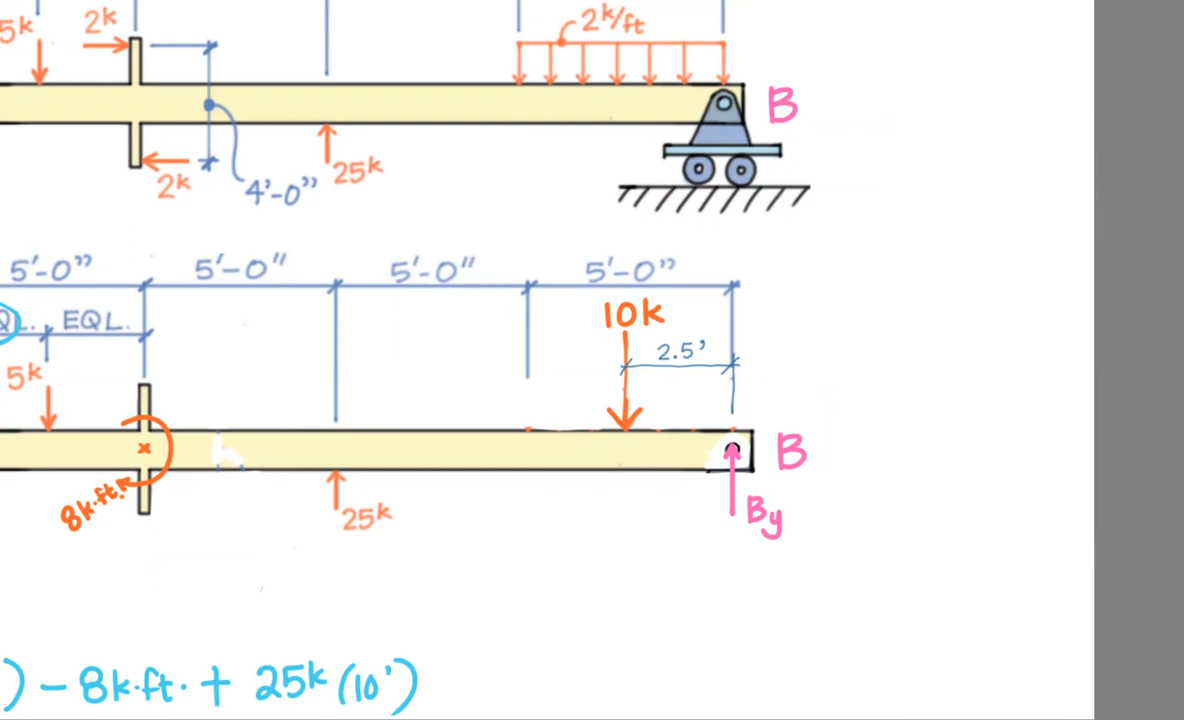 5k 2k 2k/ft
B
2k 4'-0" 25k
5'-0" 5'-0" 5'-0" 5'-0"
QL. EQL. 10k
2.5'
5k
B
8k·ft. 25k By
) - 8k·ft. + 25k (10')